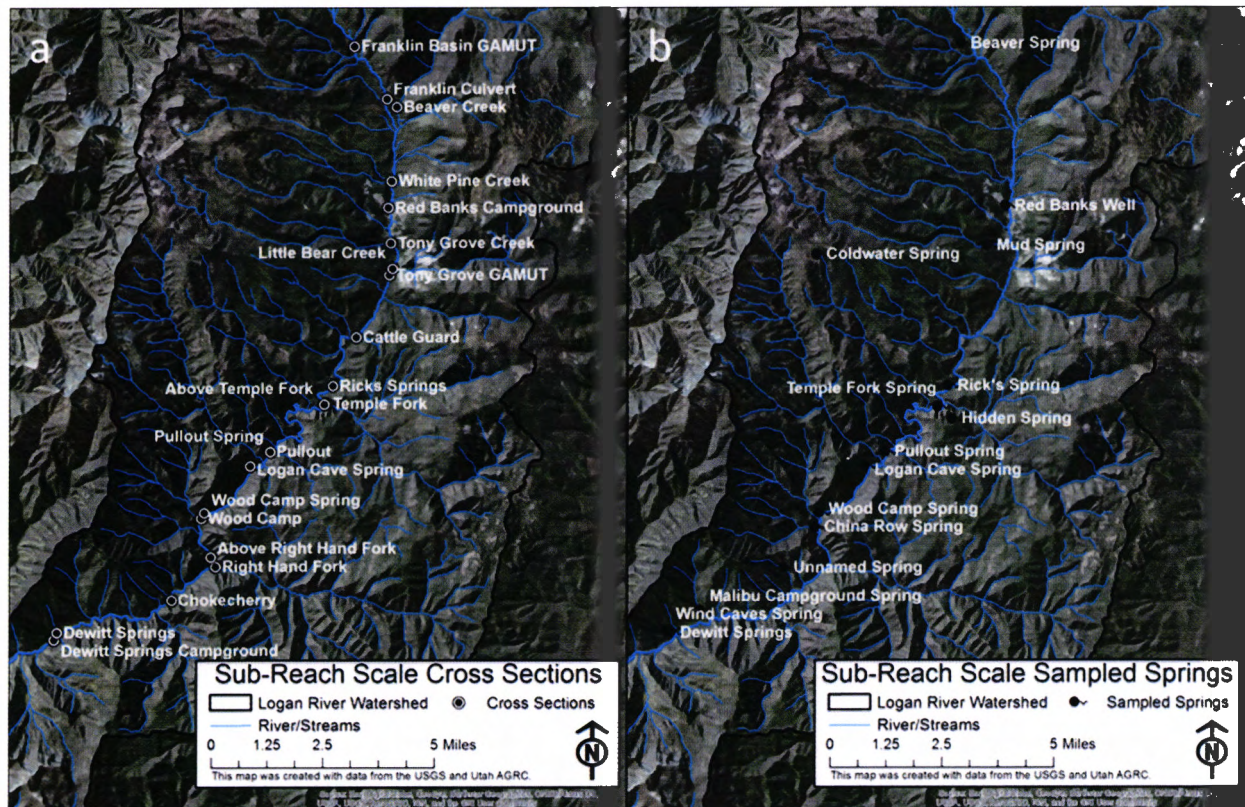 a
Franklin Basin GAMUT
Franklin Culvert
Beaver Creek
White Pine Creek
Red Banks Campground
Tony Grove Creek
Little Bear Creek
Tony Grove GAMUT
Cattle Guard
Above Temple Fork
Ricks Springs
Temple Fork
Pullout Spring
Pullout
Logan Cave Spring
Wood Camp Spring
Wood Camp
Above Right Hand Fork
Right Hand Fork
Chokecherry
Dewitt Springs
Dewitt Springs Campground
Sub-Reach Scale Cross Sections
Logan River Watershed
Cross Sections
River/Streams
0 1.25 2.5 5 Miles
N
This map was created with data from the USGS and Utah AGRC.
b
Beaver Spring
Red Banks Well
Mud Spring
Coldwater Spring
Temple Fork Spring
Rick's Spring
Hidden Spring
Pullout Spring
Logan Cave Spring
Wood Camp Spring
China Row Spring
Unnamed Spring
Malibu Campground Spring
Wind Caves Spring
Dewitt Springs
Sub-Reach Scale Sampled Springs
Logan River Watershed
Sampled Springs
River/Streams
0 1.25 2.5 5 Miles
N
This map was created with data from the USGS and Utah AGRC.